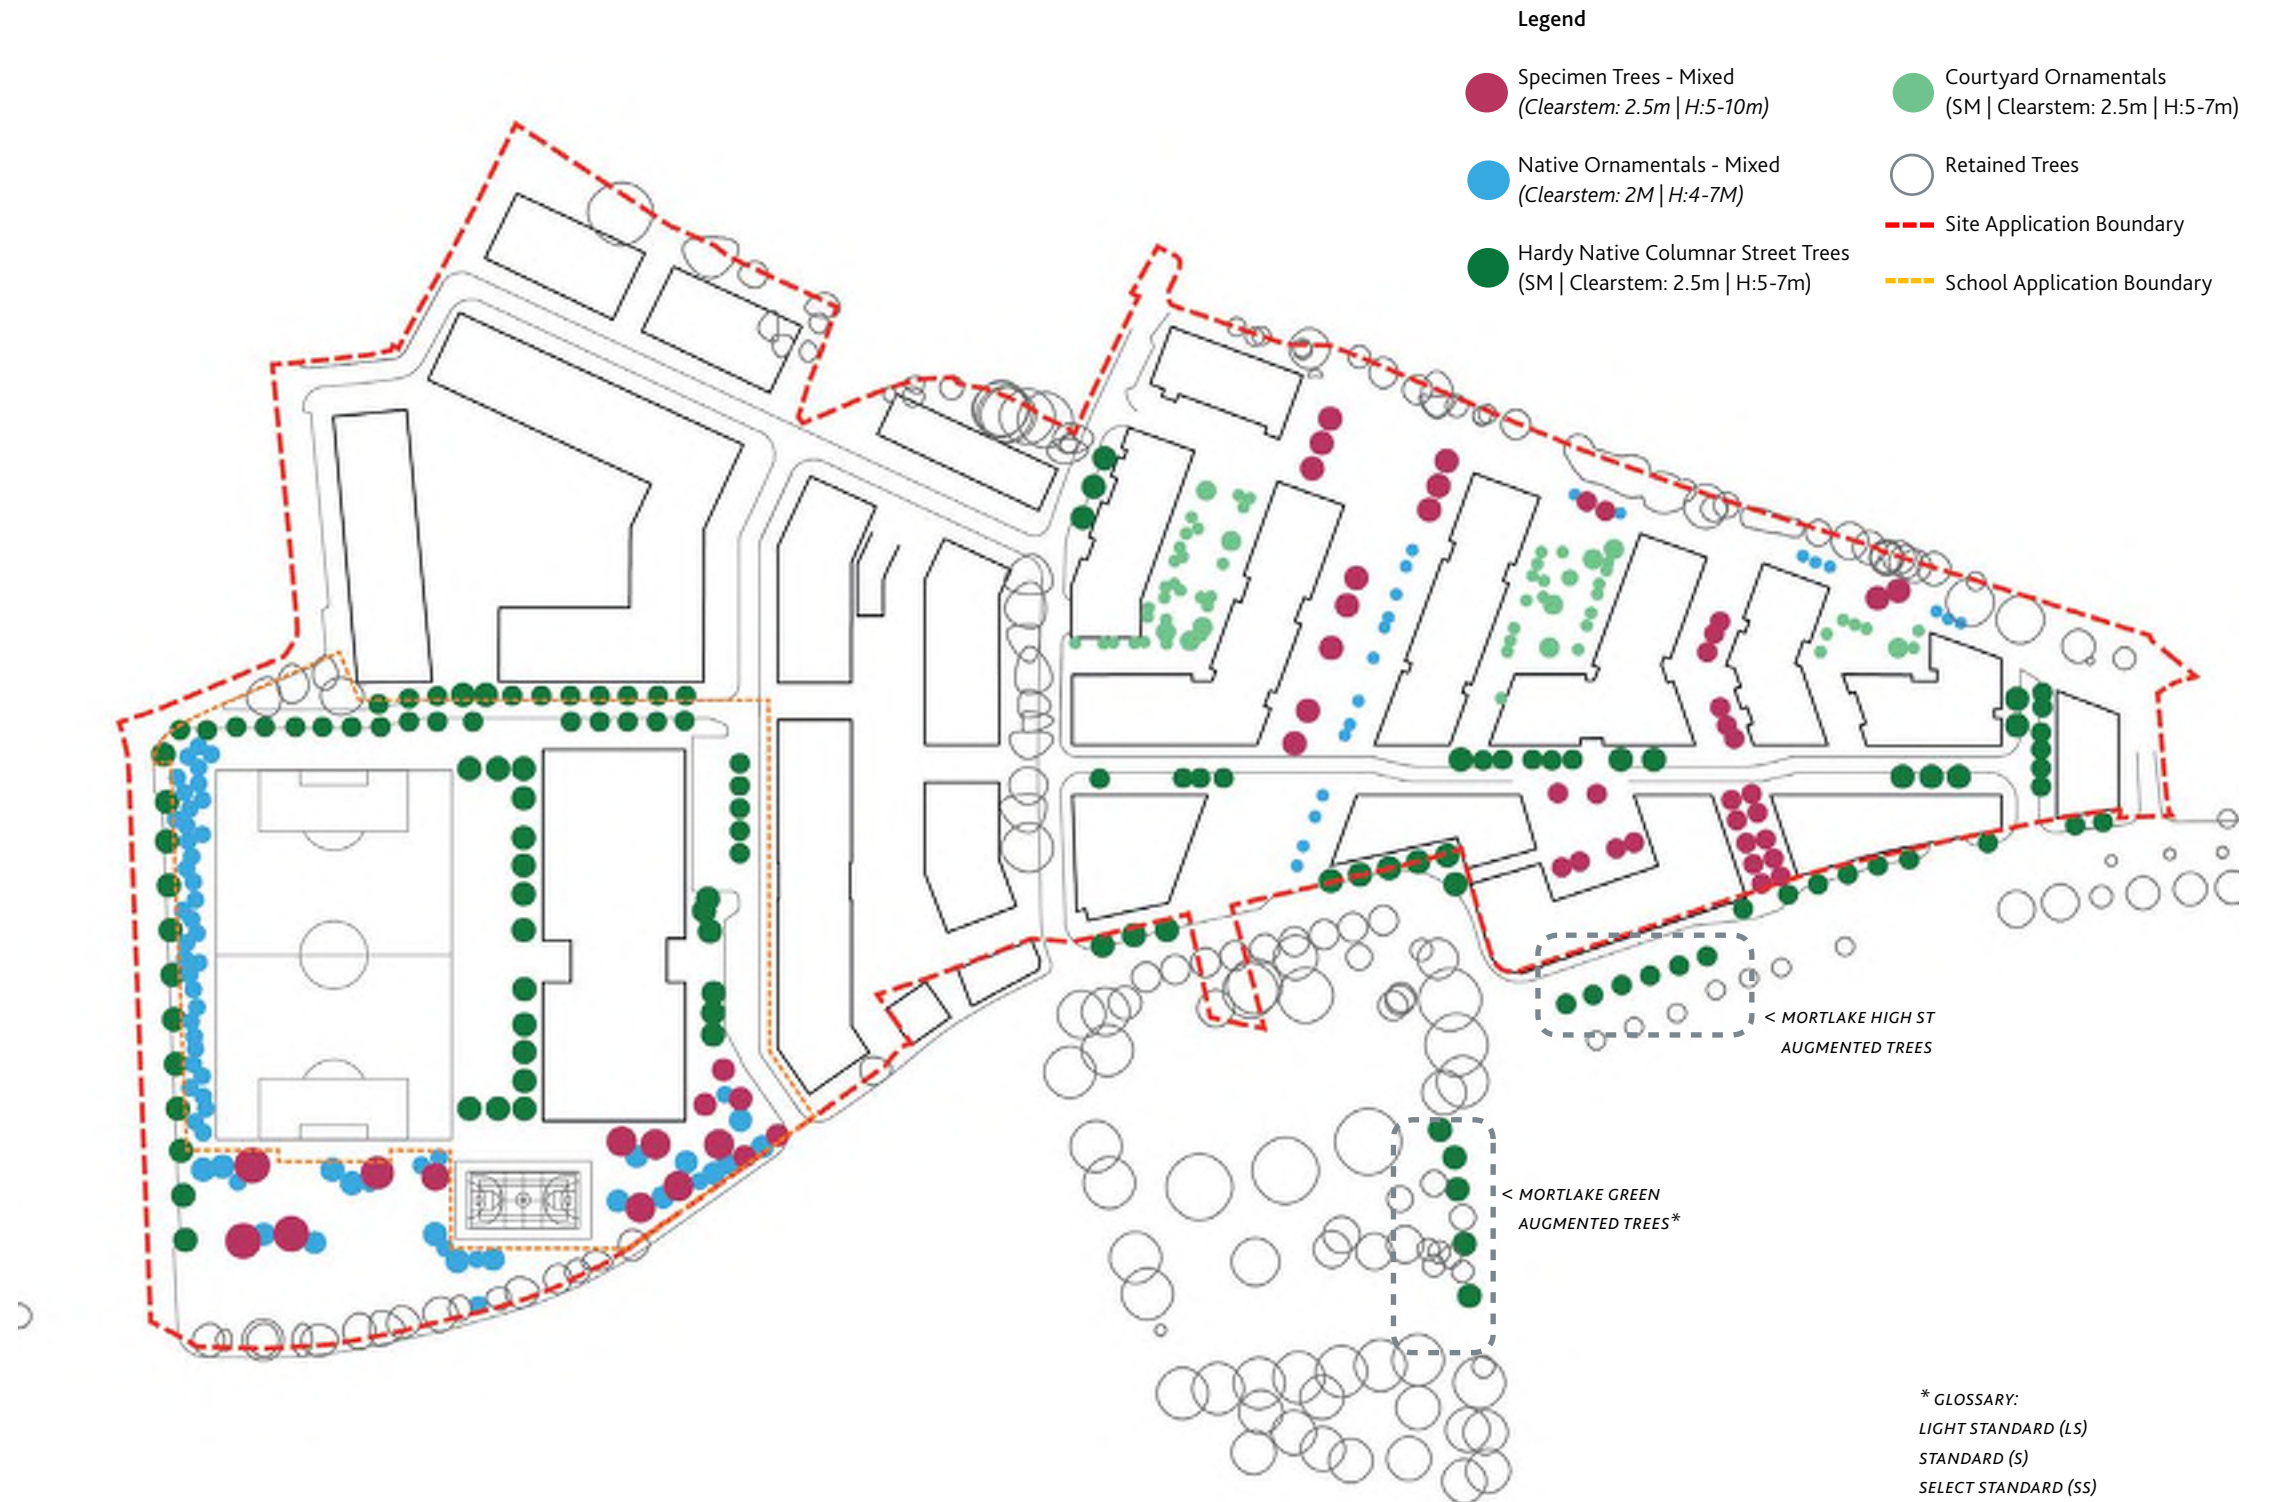 Legend
Specimen Trees - Mixed
(Clearstem: 2.5m | H:5-10m)
Native Ornamentals - Mixed
(Clearstem: 2M | H:4-7M)
Hardy Native Columnar Street Trees
(SM | Clearstem: 2.5m | H:5-7m)
Courtyard Ornamentals
(SM | Clearstem: 2.5m | H:5-7m)
Retained Trees
Site Application Boundary
School Application Boundary
< MORTLAKE HIGH ST
AUGMENTED TREES
< MORTLAKE GREEN
AUGMENTED TREES*
* GLOSSARY:
LIGHT STANDARD (LS)
STANDARD (S)
SELECT STANDARD (SS)